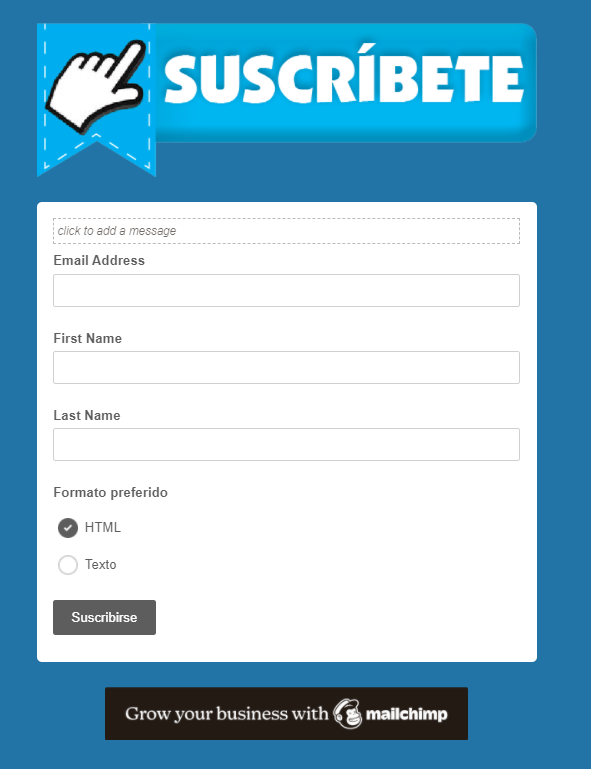 SUSCRÍBETE
click to add a message
Email Address
First Name
Last Name
Formato preferido
HTML
Texto
Suscribirse
Grow your business with mailchimp